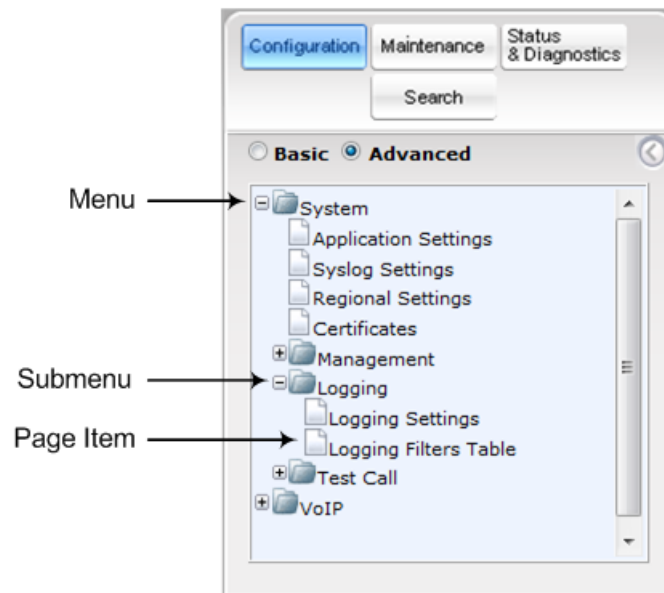 Configuration
Maintenance
Status
& Diagnostics
Search
Basic
Advanced
Menu
System
Application Settings
Syslog Settings
Regional Settings
Certificates
Management
Submenu
Logging
Logging Settings
Page Item
Logging Filters Table
Test Call
VoIP